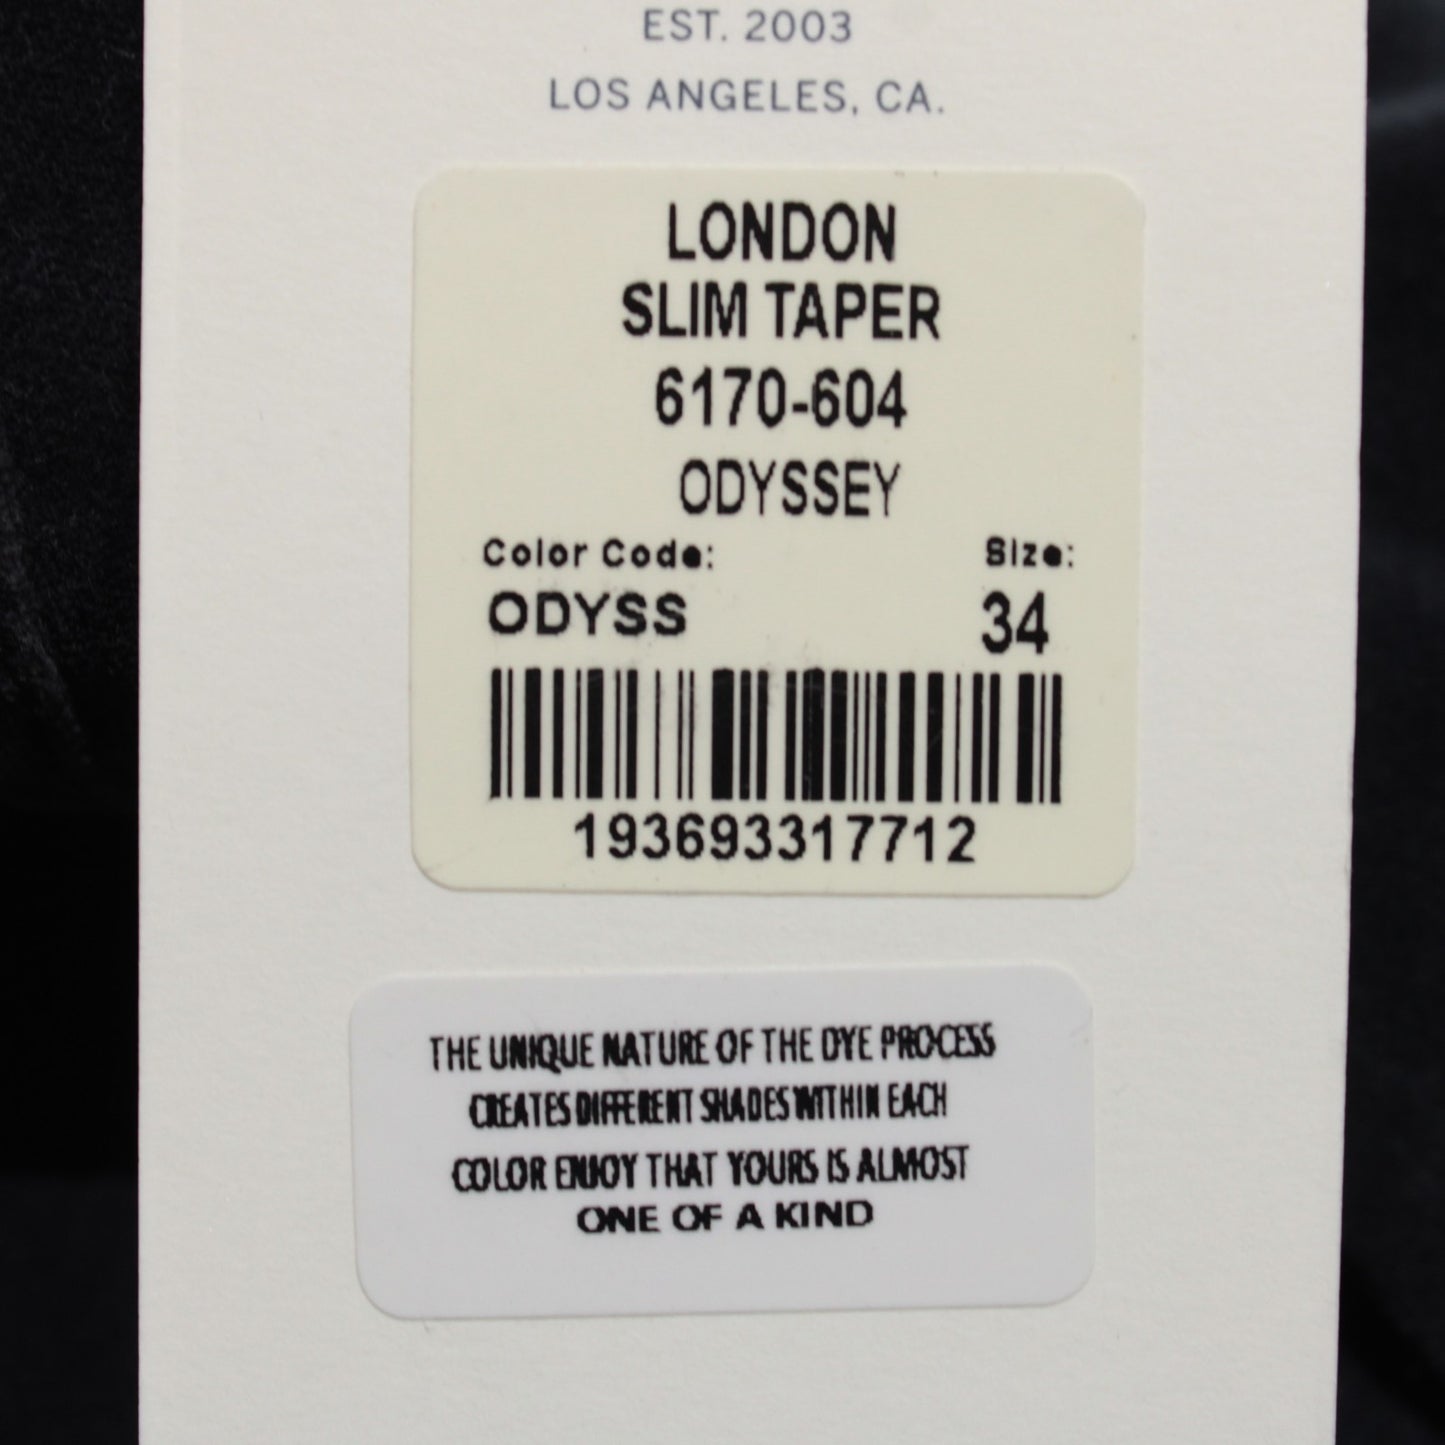 EST. 2003
LOS ANGELES, CA.
LONDON
SLIM TAPER
6170-604
ODYSSEY
Color Code: Size:
ODYSS 34
193693317712
THE UNIQUE NATURE OF THE DYE PROCESS
CREATES DIFFERENT SHADES WITHIN EACH
COLOR ENJOY THAT YOURS IS ALMOST
ONE OF A KIND